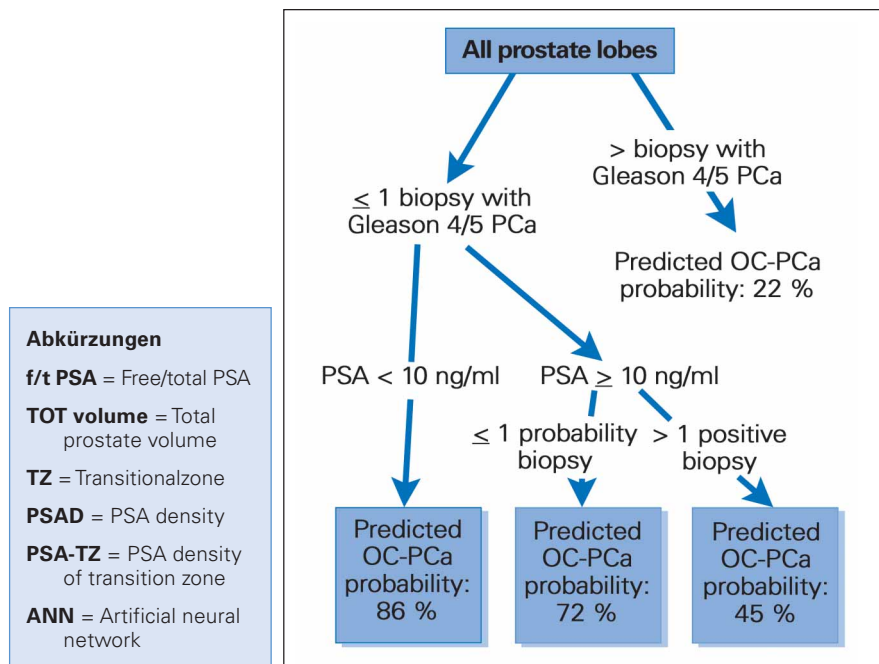 All prostate lobes
> biopsy with
Gleason 4/5 PCa
≤ 1 biopsy with
Gleason 4/5 PCa
Predicted OC-PCa
probability: 22 %
PSA < 10 ng/ml
PSA ≥ 10 ng/ml
≤ 1 probability
biopsy
> 1 positive
biopsy
Predicted
OC-PCa
probability:
86 %
Predicted
OC-PCa
probability:
72 %
Predicted
OC-PCa
probability:
45 %
Abkürzungen
f/t PSA = Free/total PSA
TOT volume = Total
prostate volume
TZ = Transitionalzone
PSAD = PSA density
PSA-TZ = PSA density
of transition zone
ANN = Artificial neural
network